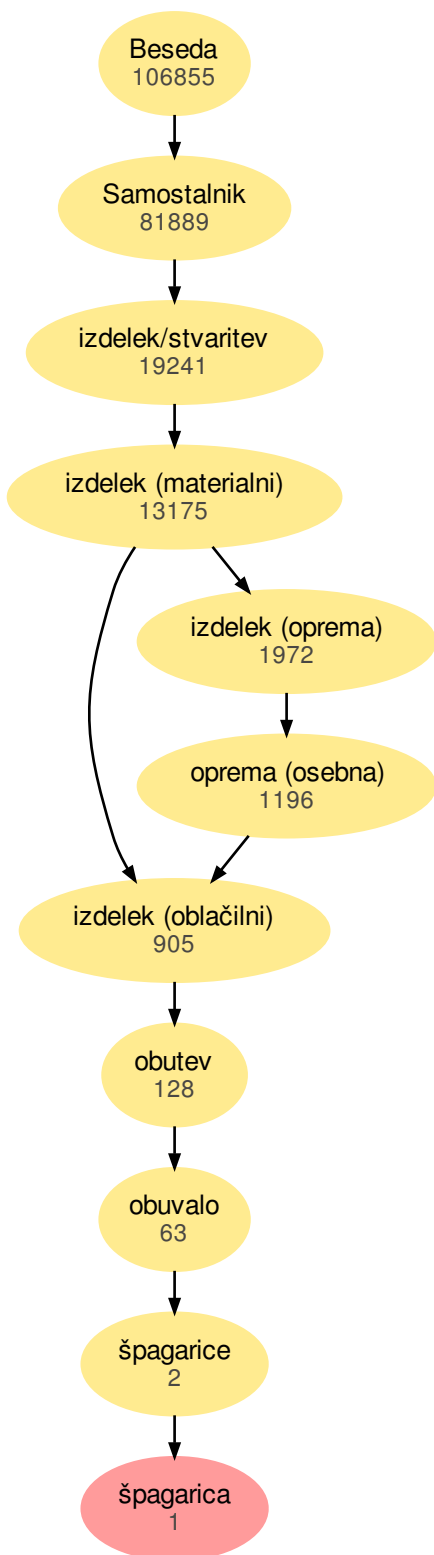 Beseda
106855
Samostalnik
81889
izdelek/stvaritev
19241
izdelek (materialni)
13175
izdelek (oprema)
1972
oprema (osebna)
1196
izdelek (oblačilni)
905
obutev
128
obuvalo
63
špagarice
2
špagarica
1